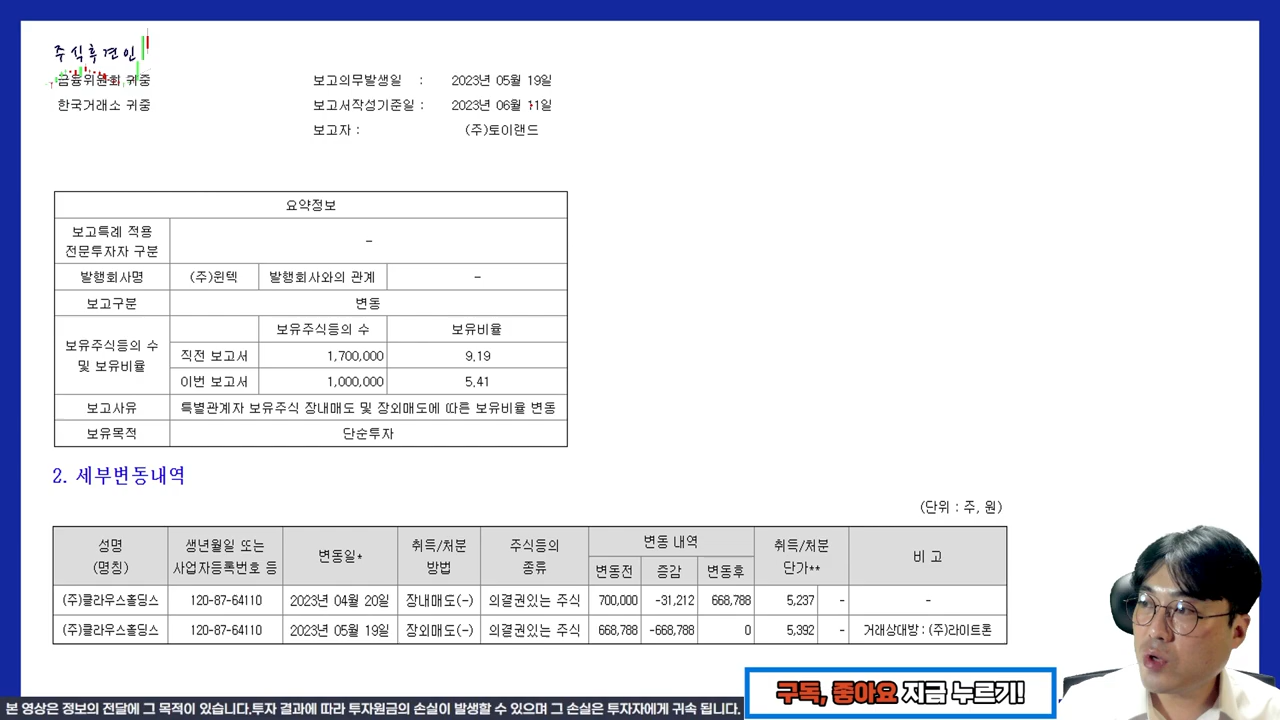 주식후견인
금융위원회 귀중
한국거래소 귀중
보고의무발생일 : 2023년 05월 19일
보고서작성기준일 : 2023년 06월 11일
보고자 : (주)토이랜드
요약정보
보고특례 적용
전문투자자 구분
-
발행회사명 (주)윈텍 발행회사와의 관계 -
보고구분 변동
보유주식등의 수
및 보유비율
보유주식등의 수 보유비율
직전 보고서 1,700,000 9.19
이번 보고서 1,000,000 5.41
보고사유 특별관계자 보유주식 장내매도 및 장외매도에 따른 보유비율 변동
보유목적 단순투자
2. 세부변동내역
(단위 : 주, 원)
성명
(명칭)
생년월일 또는
사업자등록번호 등
변동일*
취득/처분
방법
주식등의
종류
변동 내역
변동전 증감 변동후
취득/처분
단가**
비 고
(주)클라우스홀딩스 120-87-64110 2023년 04월 20일 장내매도(-) 의결권있는 주식 700,000 -31,212 668,788 5,237 - -
(주)클라우스홀딩스 120-87-64110 2023년 05월 19일 장외매도(-) 의결권있는 주식 668,788 -668,788 0 5,392 - 거래상대방 : (주)라이트론
구독, 좋아요 지금 누르기!
본 영상은 정보의 전달에 그 목적이 있습니다.투자 결과에 따라 투자원금의 손실이 발생할 수 있으며 그 손실은 투자자에게 귀속 됩니다.